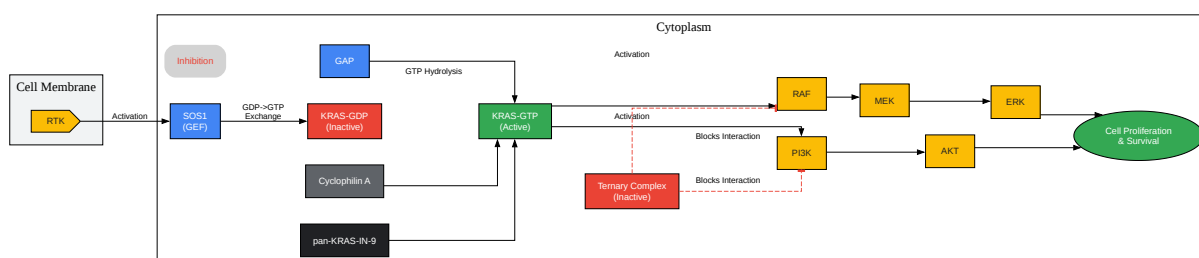 Cytoplasm
Inhibition
GAP
GTP Hydrolysis
Activation
Cell Membrane
RTK
Activation
SOS1
(GEF)
GDP->GTP
Exchange
KRAS-GDP
(Inactive)
KRAS-GTP
(Active)
Activation
Blocks Interaction
RAF
MEK
ERK
PI3K
AKT
Cell Proliferation
& Survival
Cyclophilin A
Ternary Complex
(Inactive)
Blocks Interaction
pan-KRAS-IN-9